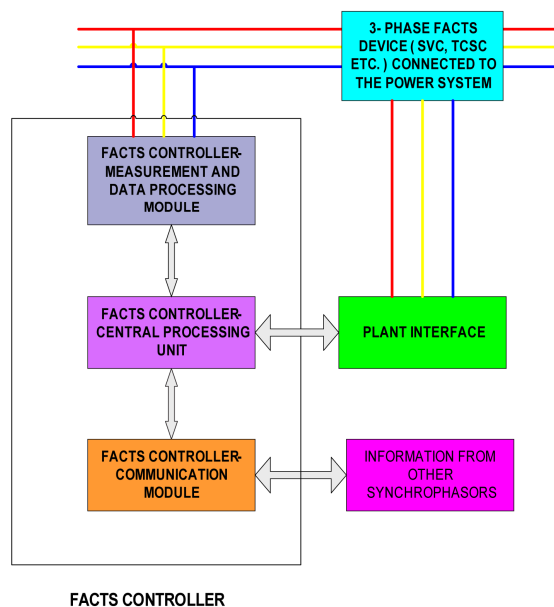 3- PHASE FACTS
DEVICE ( SVC, TCSC
ETC. ) CONNECTED TO
THE POWER SYSTEM
FACTS CONTROLLER-
MEASUREMENT AND
DATA PROCESSING
MODULE
FACTS CONTROLLER-
CENTRAL PROCESSING
UNIT
PLANT INTERFACE
FACTS CONTROLLER-
COMMUNICATION
MODULE
INFORMATION FROM
OTHER
SYNCHROPHASORS
FACTS CONTROLLER